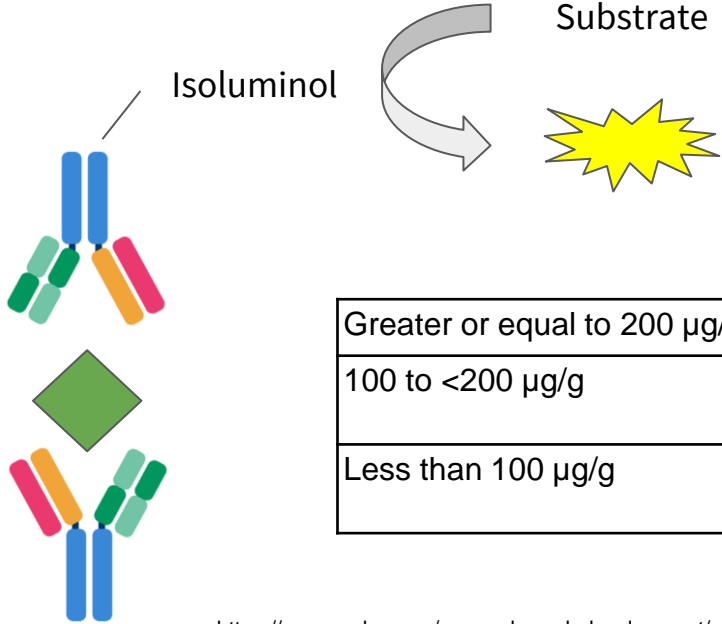 Substrate
Isoluminol
Greater or equal to 200
100 to <200 µg/g
Less than 100 µg/g